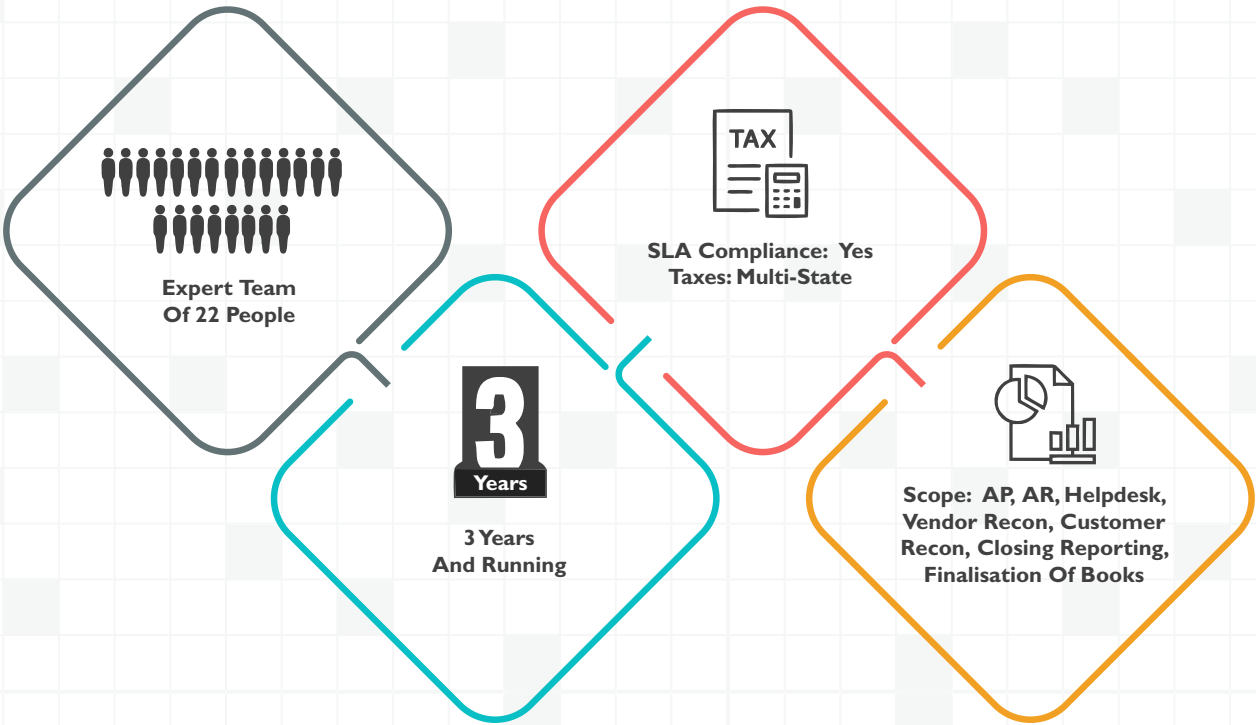 Expert Team
Of 22 People
3
Years
3 Years
And Running
TAX
SLA Compliance: Yes
Taxes: Multi-State
Scope: AP, AR, Helpdesk,
Vendor Recon, Customer
Recon, Closing Reporting,
Finalisation Of Books